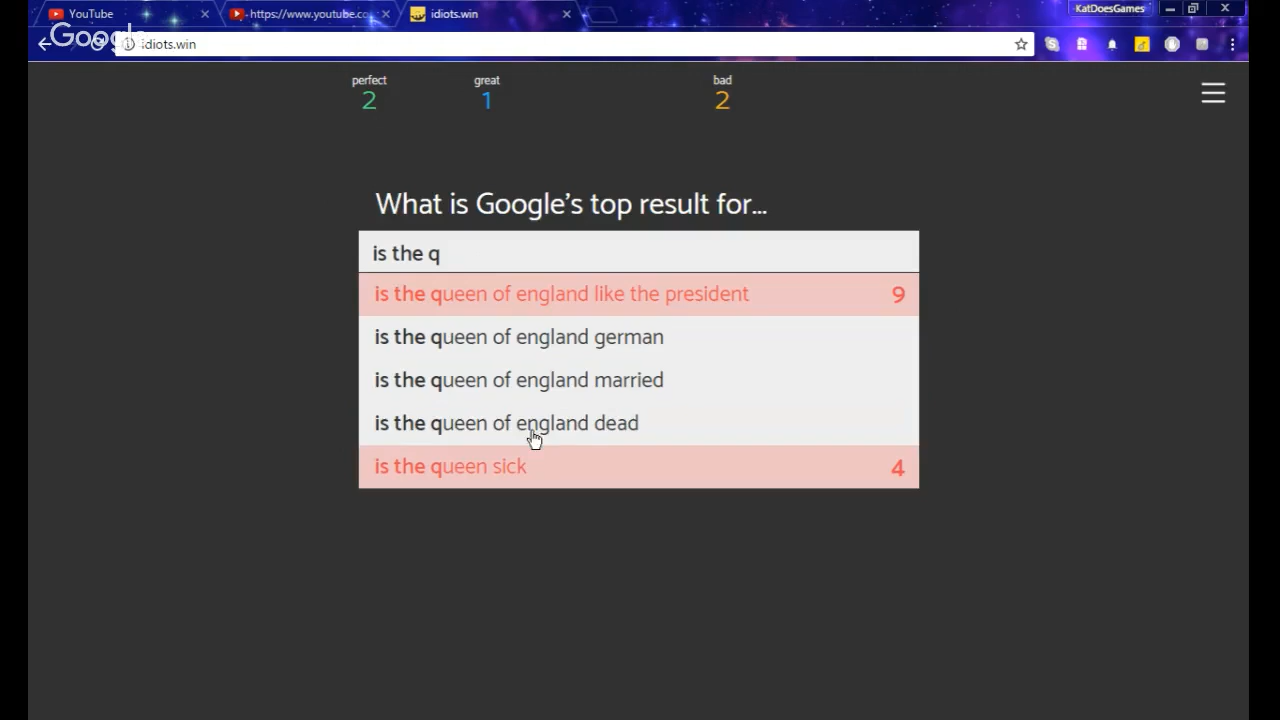 YouTube
https://www.youtube.cc
idiots.win
KatDoesGames
Google
idiots.win
perfect
great
bad
2
1
2
What is Google's top result for...
is the q
is the queen of england like the president 9
is the queen of england german
is the queen of england married
is the queen of england dead
is the queen sick 4